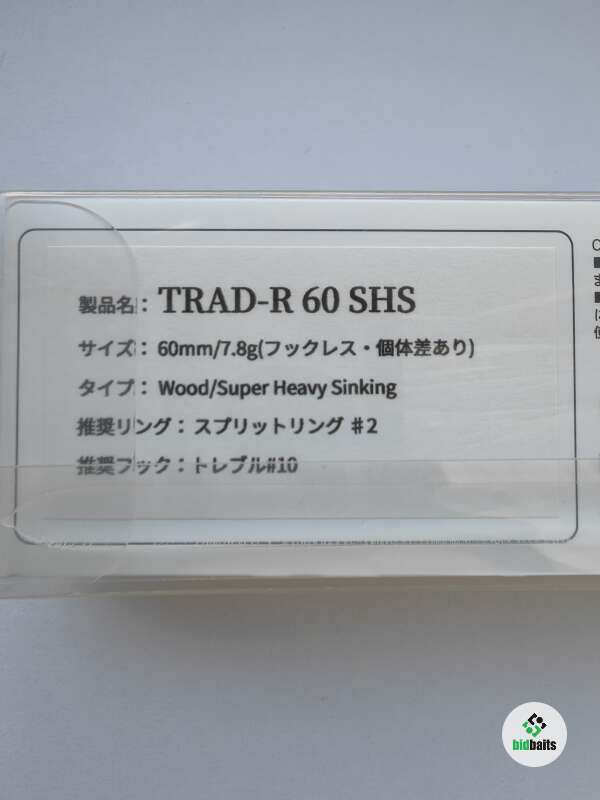 製品名： TRAD-R 60 SHS
サイズ： 60mm/7.8g(フックレス・個体差あり)
タイプ： Wood/Super Heavy Sinking
推奨リング： スプリットリング ♯2
推奨フック： トレブル#10
bidbaits